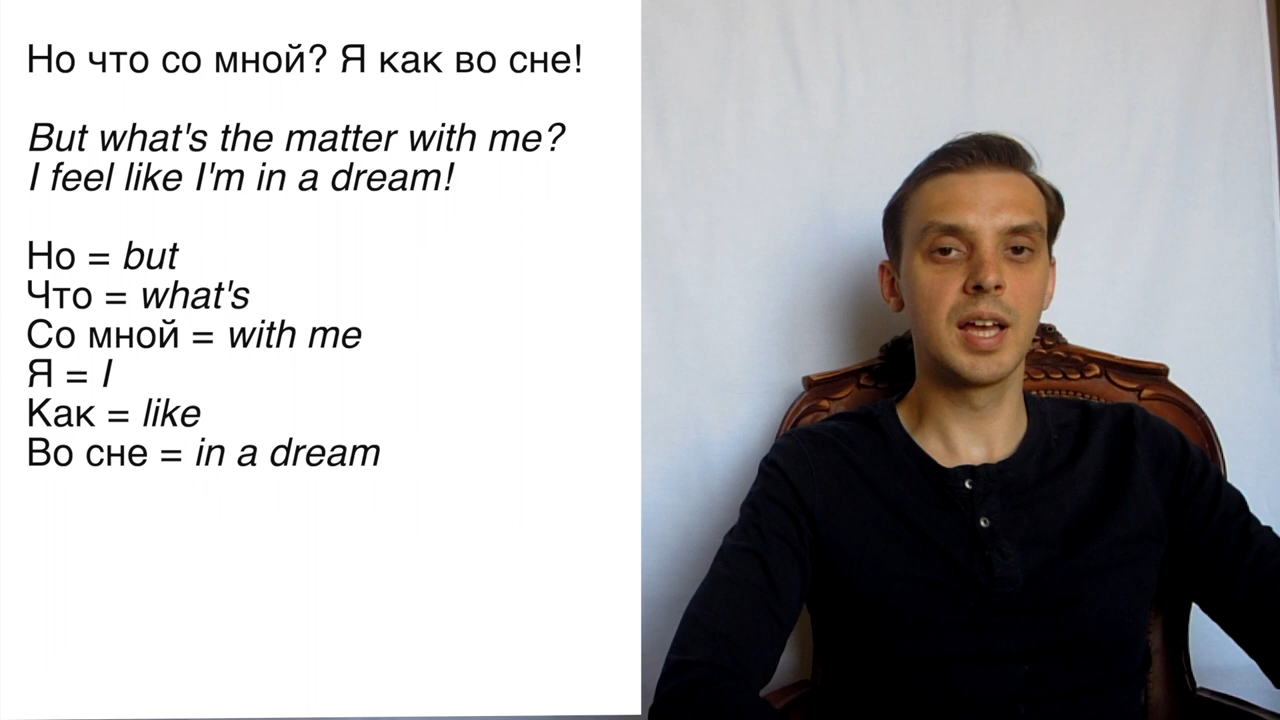 Но что со мной? Я как во сне!
But what's the matter with me?
I feel like I'm in a dream!
Но = but
Что = what's
Со мной = with me
Я = I
Как = like
Во сне = in a dream